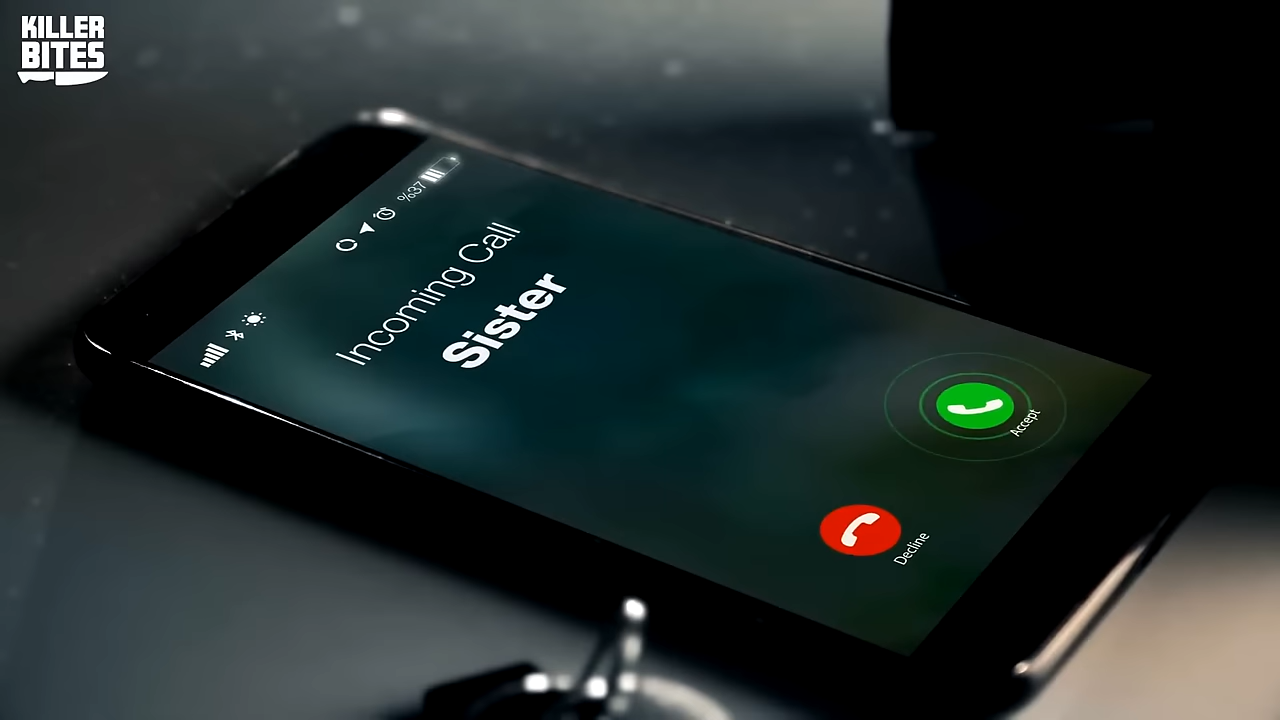 KILLER
BITES
%37
Incoming Call
Sister
Accept
Decline